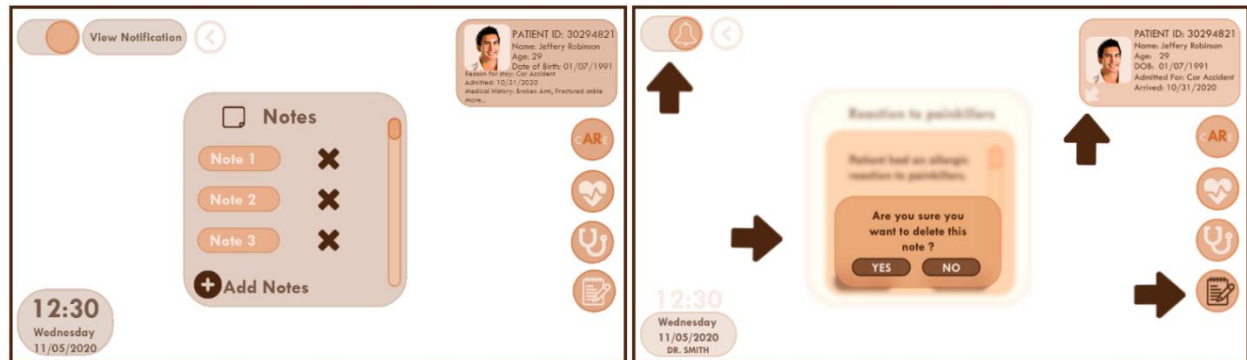 View Notification
PATIENT ID: 30294821
Name: Jeffery Robinson
Age: 29
Date of Birth: 01/07/1991
Reason for stay: Car Accident
Admitted: 10/31/2020
Medical History: Broken Arm, Fractured ankle
More...
Notes
Note 1
Note 2
Note 3
Add Notes
CARE
12:30
Wednesday
11/05/2020
PATIENT ID: 30294821
Name: Jeffery Robinson
Age: 29
DOB: 01/07/1991
Admitted For: Car Accident
Arrived: 10/31/2020
Reaction to painkillers
Patient had an allergic
reaction to painkillers.
Are you sure you
want to delete this
note ?
YES NO
CARE
12:30
Wednesday
11/05/2020
DR. SMITH